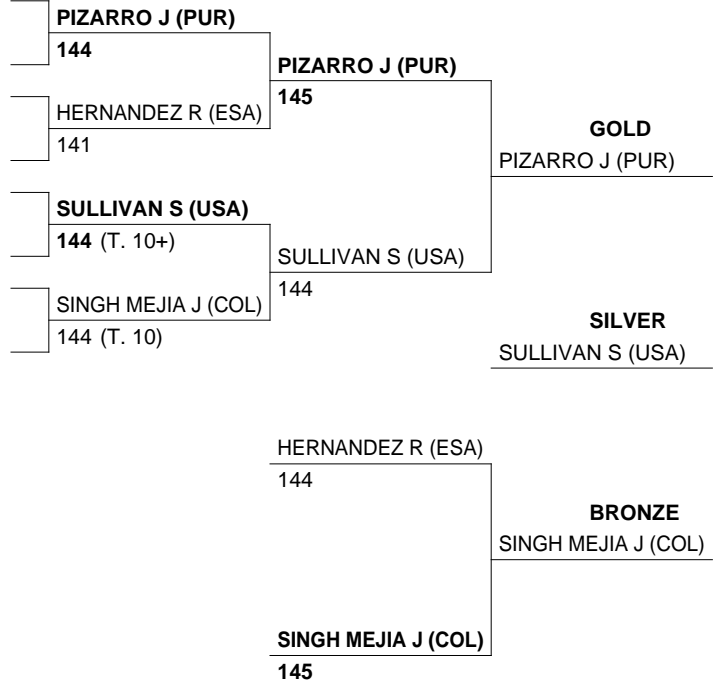 PIZARRO J (PUR)
144
PIZARRO J (PUR)
145
HERNANDEZ R (ESA)
141
GOLD
PIZARRO J (PUR)
SULLIVAN S (USA)
144 (T. 10+)
SULLIVAN S (USA)
144
SINGH MEJIA J (COL)
144 (T. 10)
SILVER
SULLIVAN S (USA)
HERNANDEZ R (ESA)
144
BRONZE
SINGH MEJIA J (COL)
SINGH MEJIA J (COL)
145